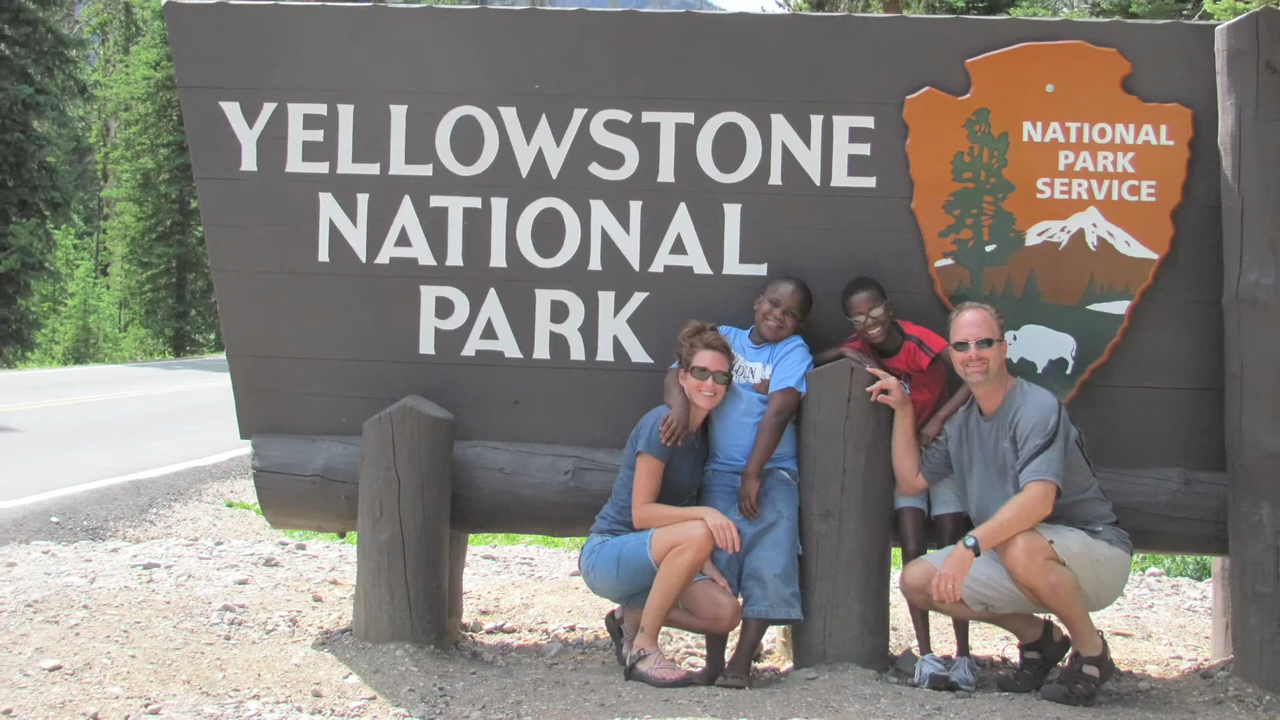 YELLOWSTONE
NATIONAL
PARK
NATIONAL
PARK
SERVICE